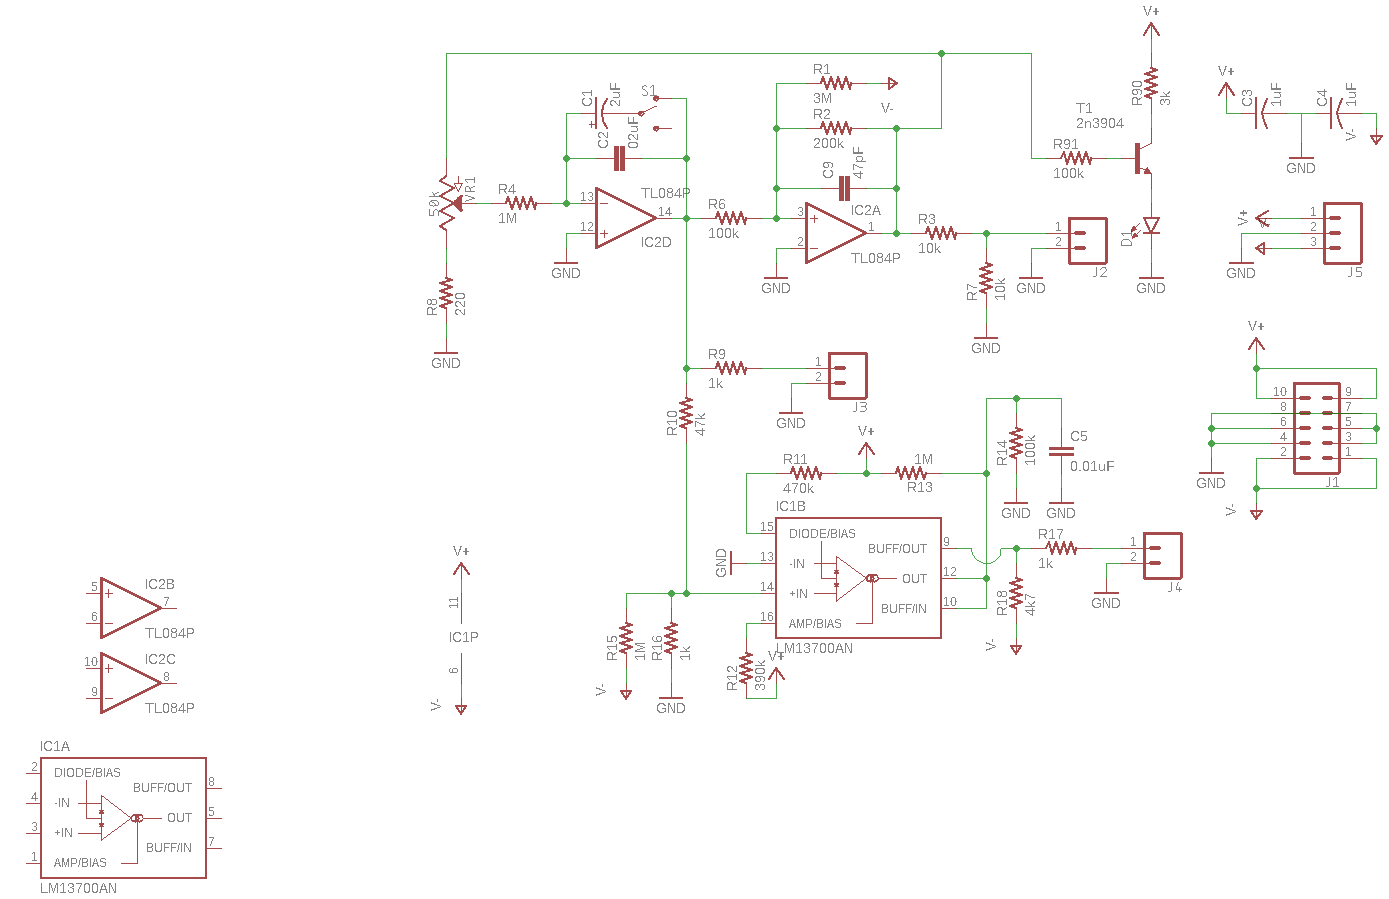 V+
R90
3k
T1
2n3904
R91
100k
D1
GND
V+
C3
1uF
C4
1uF
V-
GND
R1
3M
V-
R2
200k
C9
47pF
C1
+
2uF
S1
C2
02uF
50k
VR1
R4
1M
13
12
14
TL084P
IC2D
GND
R8
220
GND
R6
100k
3
2
1
IC2A
TL084P
GND
R3
10k
R7
10k
GND
1
2
J2
GND
V+
V-
1
2
3
J5
GND
R9
1k
1
2
J3
GND
R10
47k
V+
R11
470k
1M
R13
R14
100k
GND
C5
0.01uF
GND
V+
10
8
6
4
2
9
7
5
3
1
J1
GND
V-
IC1B
15
13
14
16
DIODE/BIAS
-IN
+IN
AMP/BIAS
BUFF/OUT
OUT
BUFF/IN
9
12
10
LM13700AN
GND
R12
390k
V+
R17
1k
1
2
J4
GND
R18
4k7
V-
R15
1M
V-
R16
1k
GND
V+
11
IC1P
6
V-
5
6
7
IC2B
TL084P
10
9
8
IC2C
TL084P
IC1A
2
4
3
1
DIODE/BIAS
-IN
+IN
AMP/BIAS
BUFF/OUT
OUT
BUFF/IN
8
5
7
LM13700AN